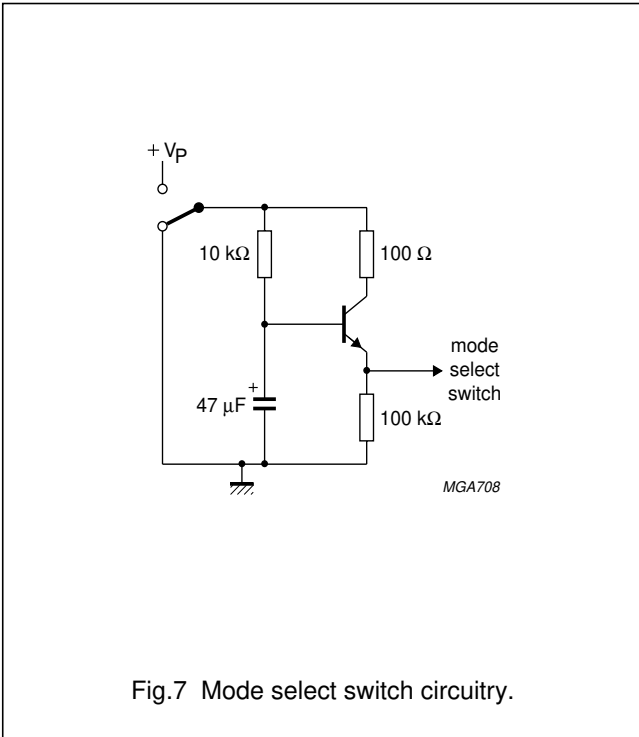 + VP
10 kΩ
100 Ω
mode
select
switch
+
47 μF
100 kΩ
MGA708
Fig.7 Mode select switch circuitry.